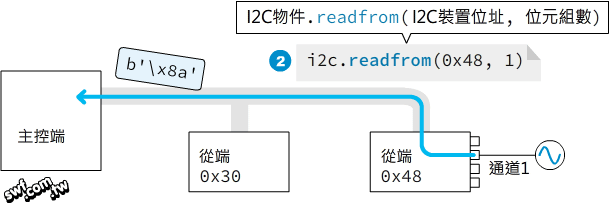 I2C物件.readfrom(I2C裝置位址, 位元組數)
2 i2c.readfrom(0x48, 1)
b'\x8a'
主控端
從端
0x30
從端
0x48
通道1
swf.com.tw